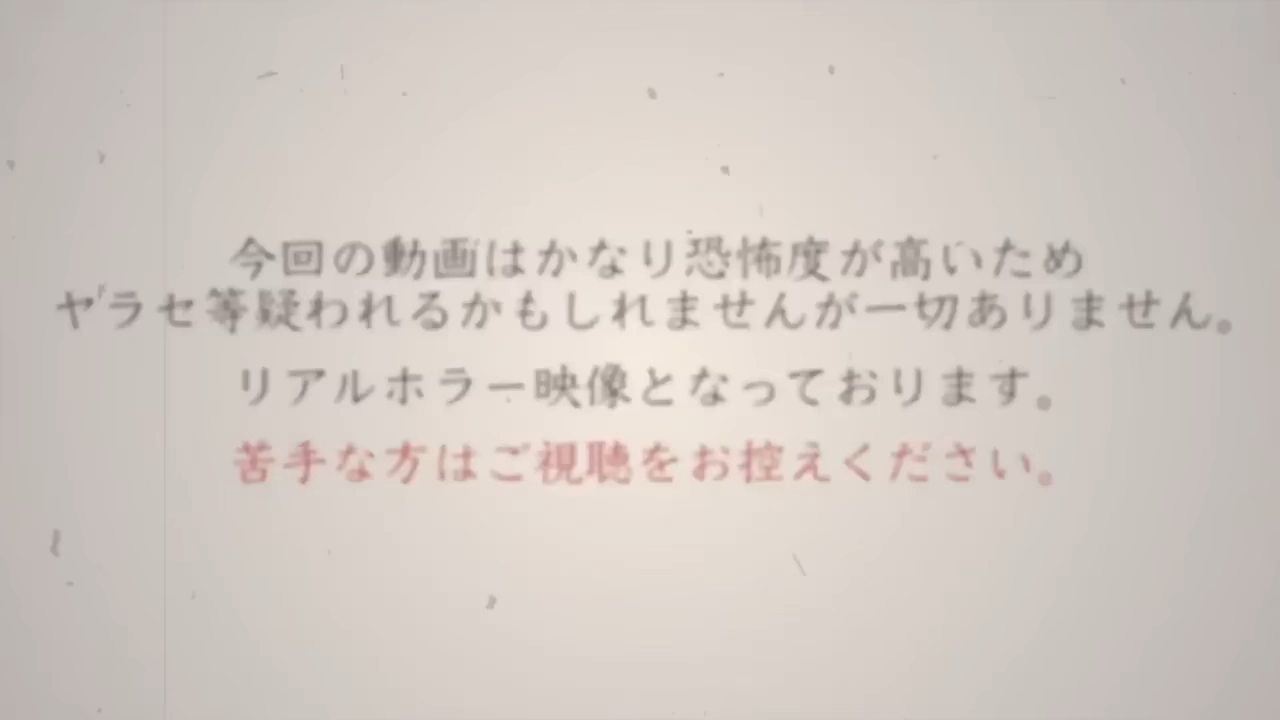 今回の動画はかなり恐怖度が高いため
ヤラセ等疑われるかもしれませんが一切ありません。
リアルホラー映像となっております。
苦手な方はご視聴をお控えください。